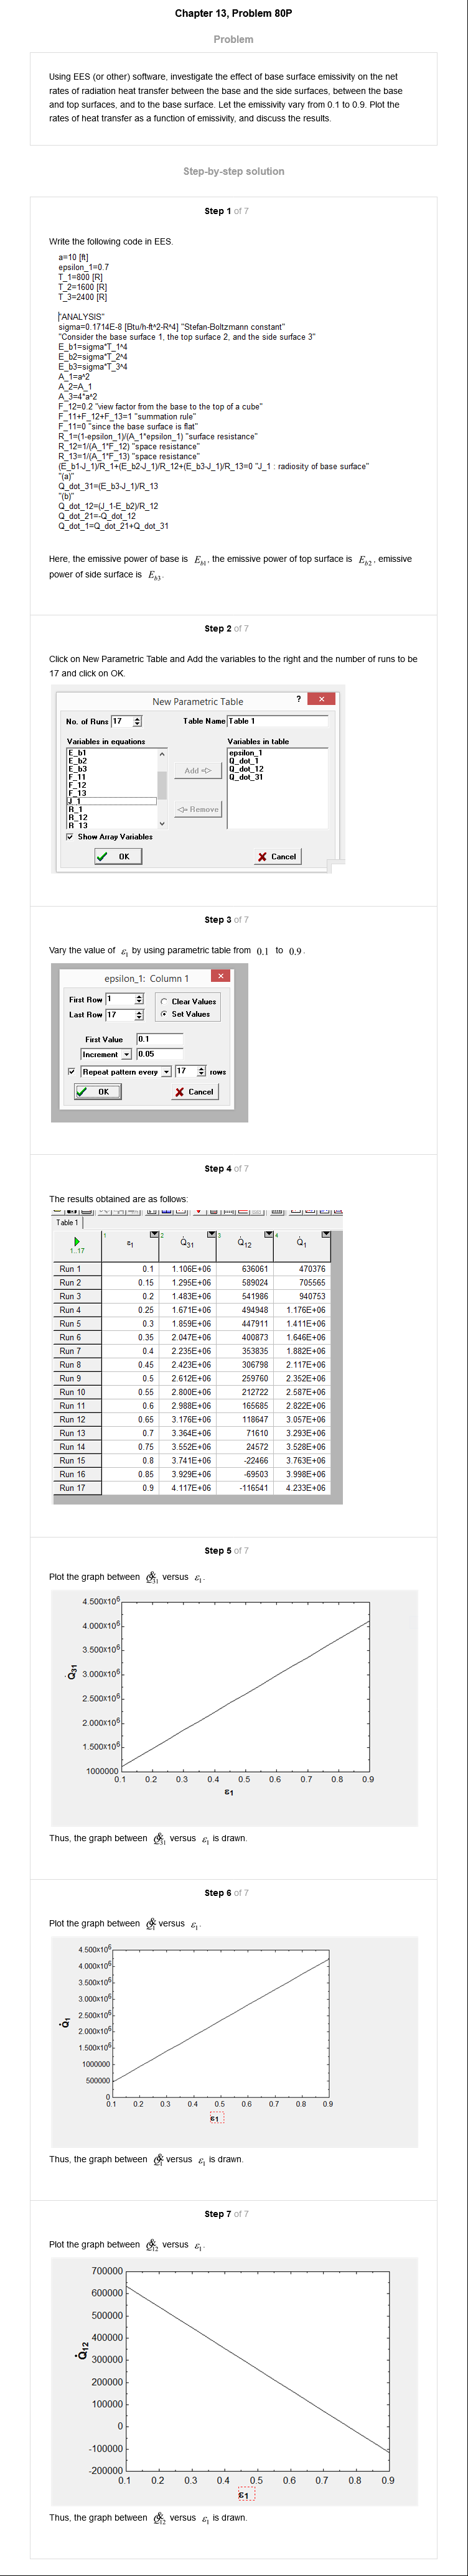 Chapter 13, Problem 80P
Problem
Using EES (or other) software, investigate the effect of base surface emissivity on the net
rates of radiation heat transfer between the base and the side surfaces, between the base
and top surfaces, and to the base surface. Let the emissivity vary from 0.1 to 0.9. Plot the
rates of heat transfer as a function of emissivity, and discuss the results.
Step-by-step solution
Step 1 of 7
Write the following code in EES.
a=10 [ft]
epsilon_1=0.7
T_1=800 [R]
T_2=1600 [R]
T_3=2400 [R]
"ANALYSIS"
sigma=0.1714E-8 [Btu/h-ft^2-R^4] "Stefan-Boltzmann constant"
"Consider the base surface 1, the top surface 2, and the side surface 3"
E_b1=sigma*T_1^4
E_b2=sigma*T_2^4
E_b3=sigma*T_3^4
A_1=a^2
A_2=A_1
A_3=4*a^2
F_12=0.2 "view factor from the base to the top of a cube"
F_11+F_12+F_13=1 "summation rule"
F_11=0 "since the base surface is flat"
R_1=(1-epsilon_1)/(A_1*epsilon_1) "surface resistance"
R_12=1/(A_1*F_12) "space resistance"
R_13=1/(A_1*F_13) "space resistance"
(E_b1-J_1)/R_1+(E_b2-J_1)/R_12+(E_b3-J_1)/R_13=0 "J_1 : radiosity of base surface"
"(a)"
Q_dot_31=(E_b3-J_1)/R_13
"(b)"
Q_dot_12=(J_1-E_b2)/R_12
Q_dot_21=-Q_dot_12
Q_dot_1=Q_dot_21+Q_dot_31
Here, the emissive power of base is E_b1, the emissive power of top surface is E_b2, emissive
power of side surface is E_b3.
Step 2 of 7
Click on New Parametric Table and Add the variables to the right and the number of runs to be
17 and click on OK.
New Parametric Table ? ×
No. of Runs 17 Table Name Table 1
Variables in equations Variables in table
E_b1 epsilon_1
E_b2 Q_dot_1
E_b3 Q_dot_12
F_11 Add Q_dot_31
F_12
F_13
J_1
R_1 Remove
R_12
R_13
Show Array Variables
OK Cancel
Step 3 of 7
Vary the value of ε1 by using parametric table from 0.1 to 0.9.
epsilon_1: Column 1 ×
First Row 1 Clear Values
Last Row 17 Set Values
First Value 0.1
Increment 0.05
Repeat pattern every 17 rows
OK Cancel
Step 4 of 7
The results obtained are as follows:
Table 1
1..17 1 ε1 2 Q̇31 3 Q̇12 4 Q̇1
Run 1 0.1 1.106E+06 636061 470376
Run 2 0.15 1.295E+06 589024 705565
Run 3 0.2 1.483E+06 541986 940753
Run 4 0.25 1.671E+06 494948 1.176E+06
Run 5 0.3 1.859E+06 447911 1.411E+06
Run 6 0.35 2.047E+06 400873 1.646E+06
Run 7 0.4 2.235E+06 353835 1.882E+06
Run 8 0.45 2.423E+06 306798 2.117E+06
Run 9 0.5 2.612E+06 259760 2.352E+06
Run 10 0.55 2.800E+06 212722 2.587E+06
Run 11 0.6 2.988E+06 165685 2.822E+06
Run 12 0.65 3.176E+06 118647 3.057E+06
Run 13 0.7 3.364E+06 71610 3.293E+06
Run 14 0.75 3.552E+06 24572 3.528E+06
Run 15 0.8 3.741E+06 -22466 3.763E+06
Run 16 0.85 3.929E+06 -69503 3.998E+06
Run 17 0.9 4.117E+06 -116541 4.233E+06
Step 5 of 7
Plot the graph between Q&31 versus ε1.
4.500x10^6
4.000x10^6
3.500x10^6
Q̇31 3.000x10^6
2.500x10^6
2.000x10^6
1.500x10^6
1000000
0.1 0.2 0.3 0.4 0.5 0.6 0.7 0.8 0.9
ε1
Thus, the graph between Q&31 versus ε1 is drawn.
Step 6 of 7
Plot the graph between Q&1 versus ε1.
4.500x10^6
4.000x10^6
3.500x10^6
3.000x10^6
2.500x10^6
Q̇1
2.000x10^6
1.500x10^6
1000000
500000
0
0.1 0.2 0.3 0.4 0.5 0.6 0.7 0.8 0.9
ε1
Thus, the graph between Q&1 versus ε1 is drawn.
Step 7 of 7
Plot the graph between Q&12 versus ε1.
700000
600000
500000
400000
Q̇12
300000
200000
100000
0
-100000
-200000
0.1 0.2 0.3 0.4 0.5 0.6 0.7 0.8 0.9
ε1
Thus, the graph between Q&12 versus ε1 is drawn.